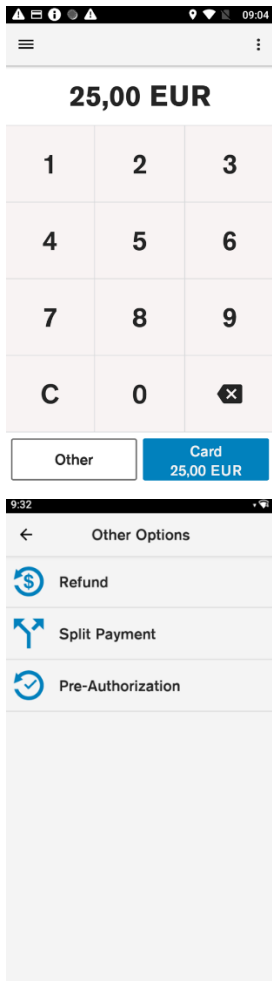 09:04
25,00 EUR
1 2 3
4 5 6
7 8 9
C 0
Other
Card
25,00 EUR
9:32
Other Options
Refund
Split Payment
Pre-Authorization